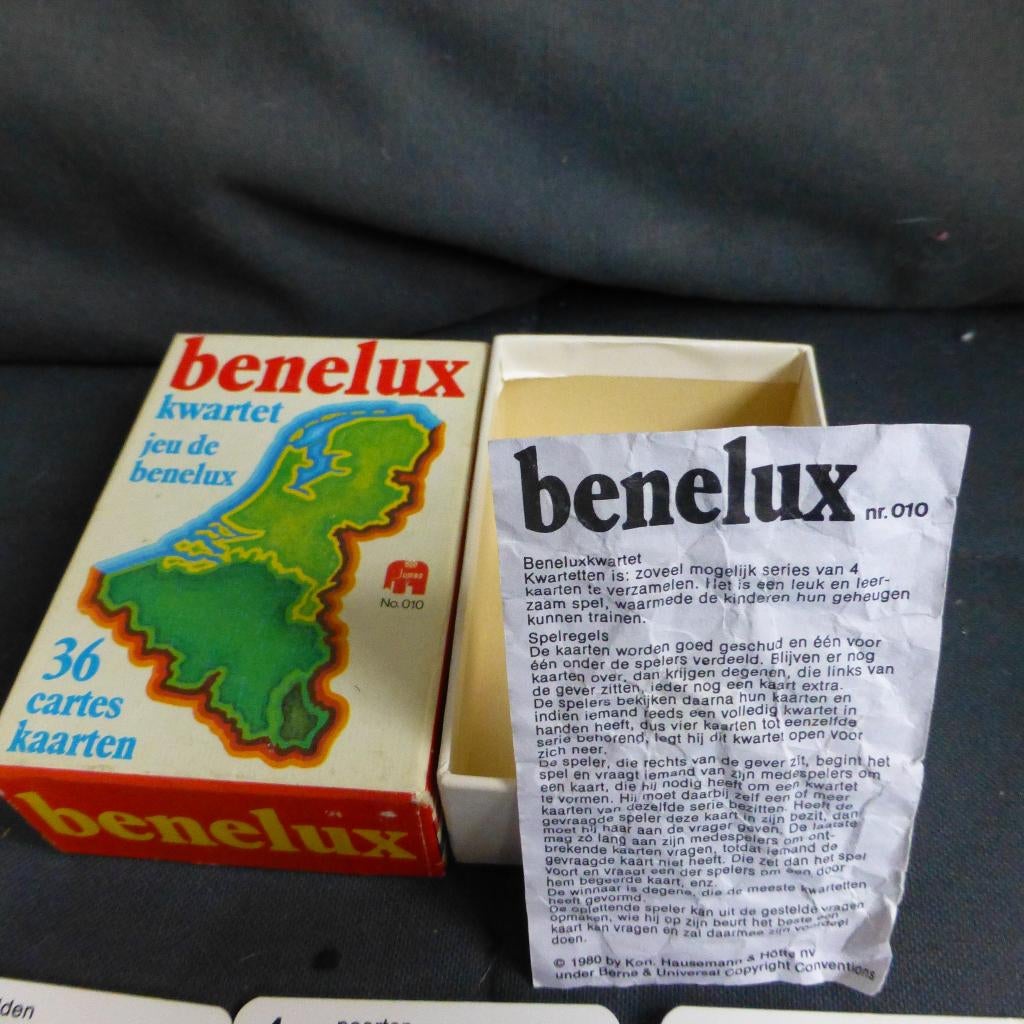 benelux
kwartet
jeu de
benelux
Jumbo
No. 010
36
cartes
kaarten
benelux
benelux nr. 010
Beneluxkwartet
Kwartetten is: zoveel mogelijk series van 4
kaarten te verzamelen. Het is een leuk en leer-
zaam spel, waarmede de kinderen hun geheugen
kunnen trainen.
Spelregels
De kaarten worden goed geschud en één voor
één onder de spelers verdeeld. Blijven er nog
kaarten over, dan krijgen degenen, die links van
de gever zitten, ieder nog een kaart extra.
De spelers bekijken daarna hun kaarten en
indien iemand reeds een volledig kwartet in
handen heeft, dus vier kaarten tot eenzelfde
serie behorend, legt hij dit kwartet open voor
zich neer.
De speler, die rechts van de gever zit, begint het
spel en vraagt iemand van zijn medespelers om
een kaart, die hij nodig heeft om een kwartet
te vormen. Hij moet daarbij zelf een of meer
kaarten van dezelfde serie bezitten. Heeft de
gevraagde speler deze kaart in zijn bezit, dan
moet hij haar aan de vrager geven. De laatste
mag zó lang aan zijn medespelers om ont-
brekende kaarten vragen, totdat iemand de
gevraagde kaart niet heeft. Die zet dan het spel
voort en vraagt een der spelers om een door
hem begeerde kaart, enz.
De winnaar is degene, die de meeste kwartetten
heeft gevormd.
De oplettende speler kan uit de gestelde vragen
opmaken, wie hij op zijn beurt het beste een
kaart kan vragen en zal daarmee zijn voordeel
doen.
© 1980 by Kon. Hausemann & Hötte nv
under Berne & Universal Copyright Conventions